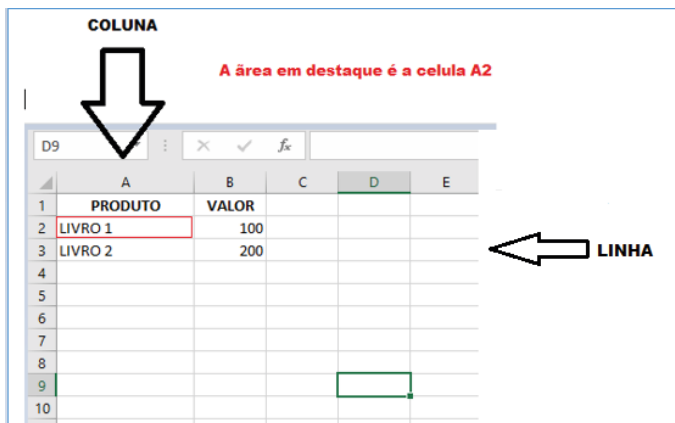 COLUNA
A ãrea em destaque é a celula A2
D9 fx
A B C D E
1 PRODUTO VALOR
2 LIVRO 1 100
3 LIVRO 2 200
LINHA
4
5
6
7
8
9
10